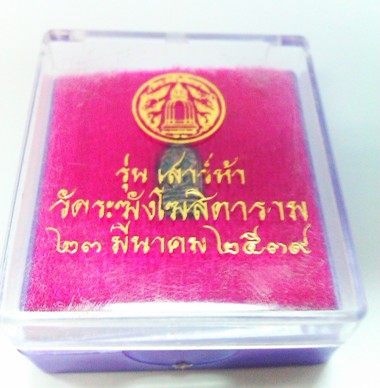 รุ่น เสาร์ห้า
วัดระฆังโฆสิตาราม
๒๓ มีนาคม ๒๕๓๙